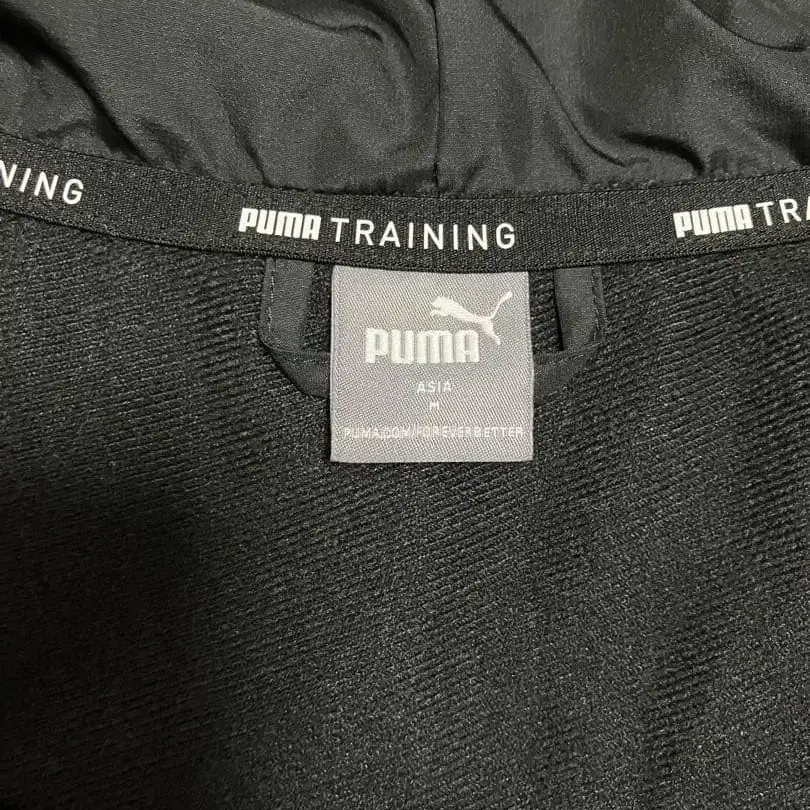 NING PUMA TRAINING PUMA TRA
PUMA
ASIA
M
PUMA.COM/FOREVERBETTER